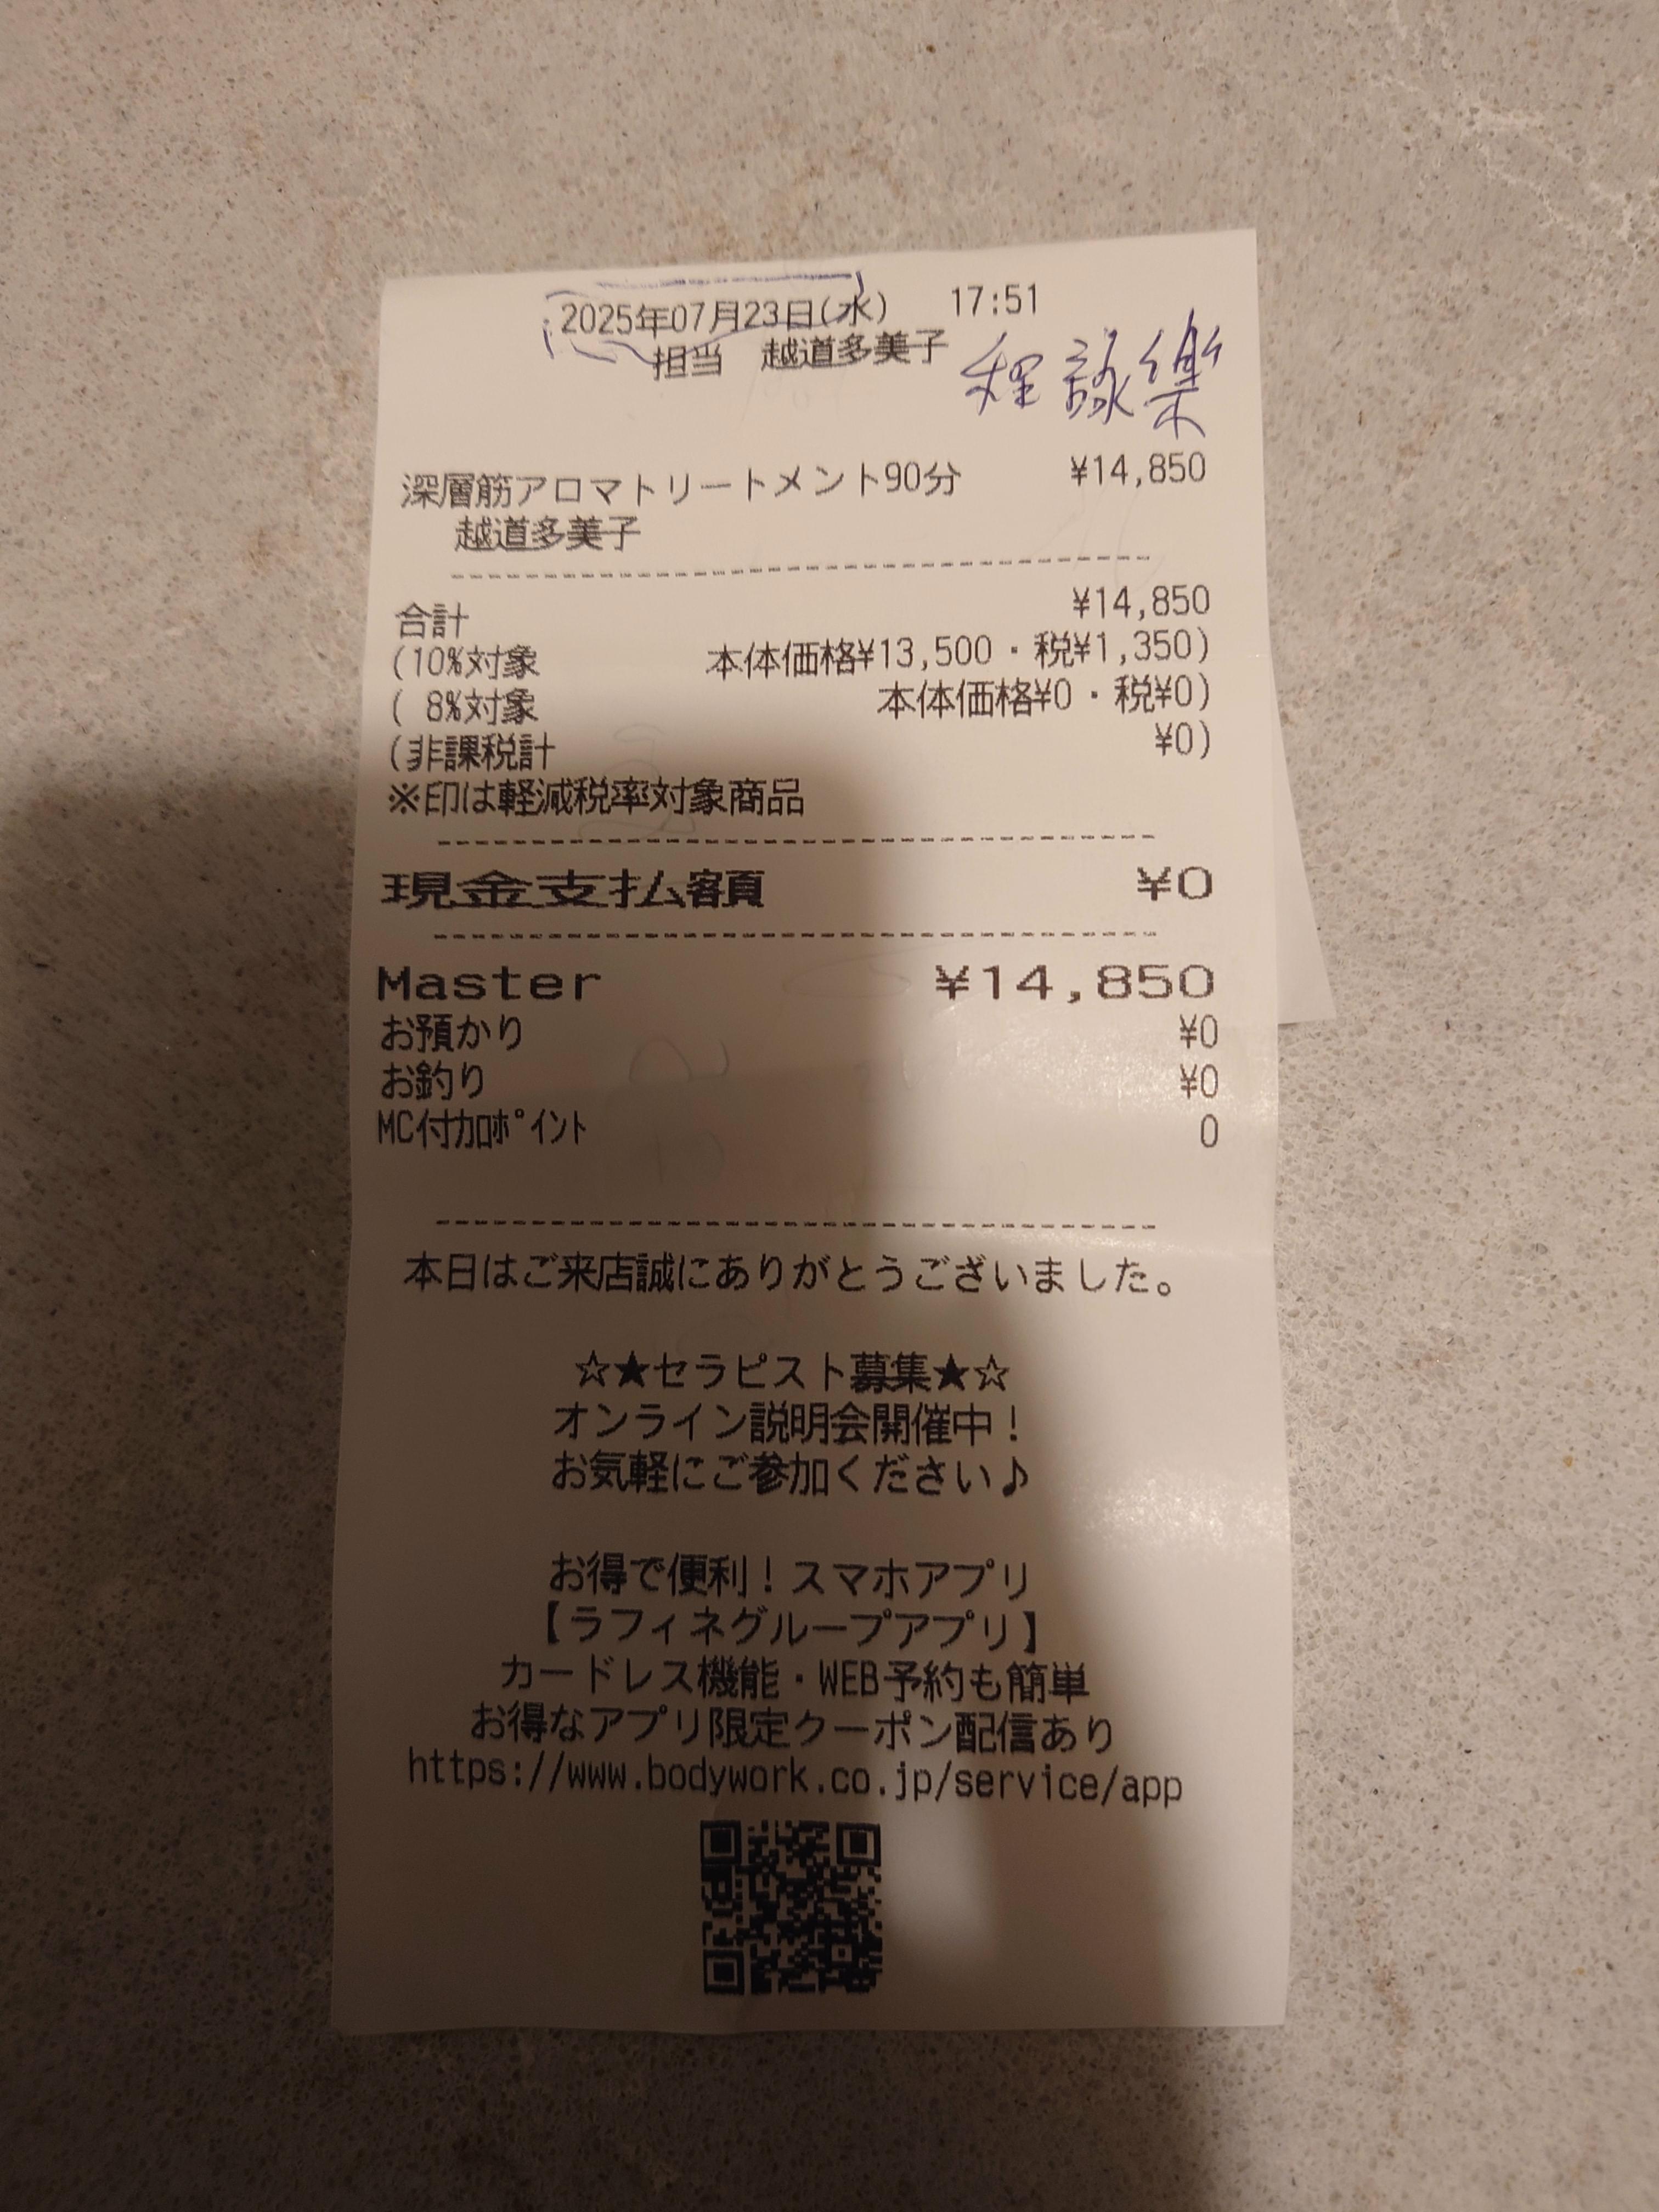 2025年07月23日(水) 17:51
担当 越道多美子
程詠樂
深層筋アロマトリートメント90分 ¥14,850
越道多美子
合計 ¥14,850
(10%対象 本体価格¥13,500・税¥1,350)
( 8%対象 本体価格¥0・税¥0)
(非課税計 ¥0)
※印は軽減税率対象商品
現金支払額 ¥0
Master ¥14,850
お預かり ¥0
お釣り ¥0
MC付加ﾎﾟｲﾝﾄ 0
本日はご来店誠にありがとうございました。
☆★セラピスト募集★☆
オンライン説明会開催中！
お気軽にご参加ください♪
お得で便利！スマホアプリ
【ラフィネグループアプリ】
カードレス機能・WEB予約も簡単
お得なアプリ限定クーポン配信あり
https://www.bodywork.co.jp/service/app